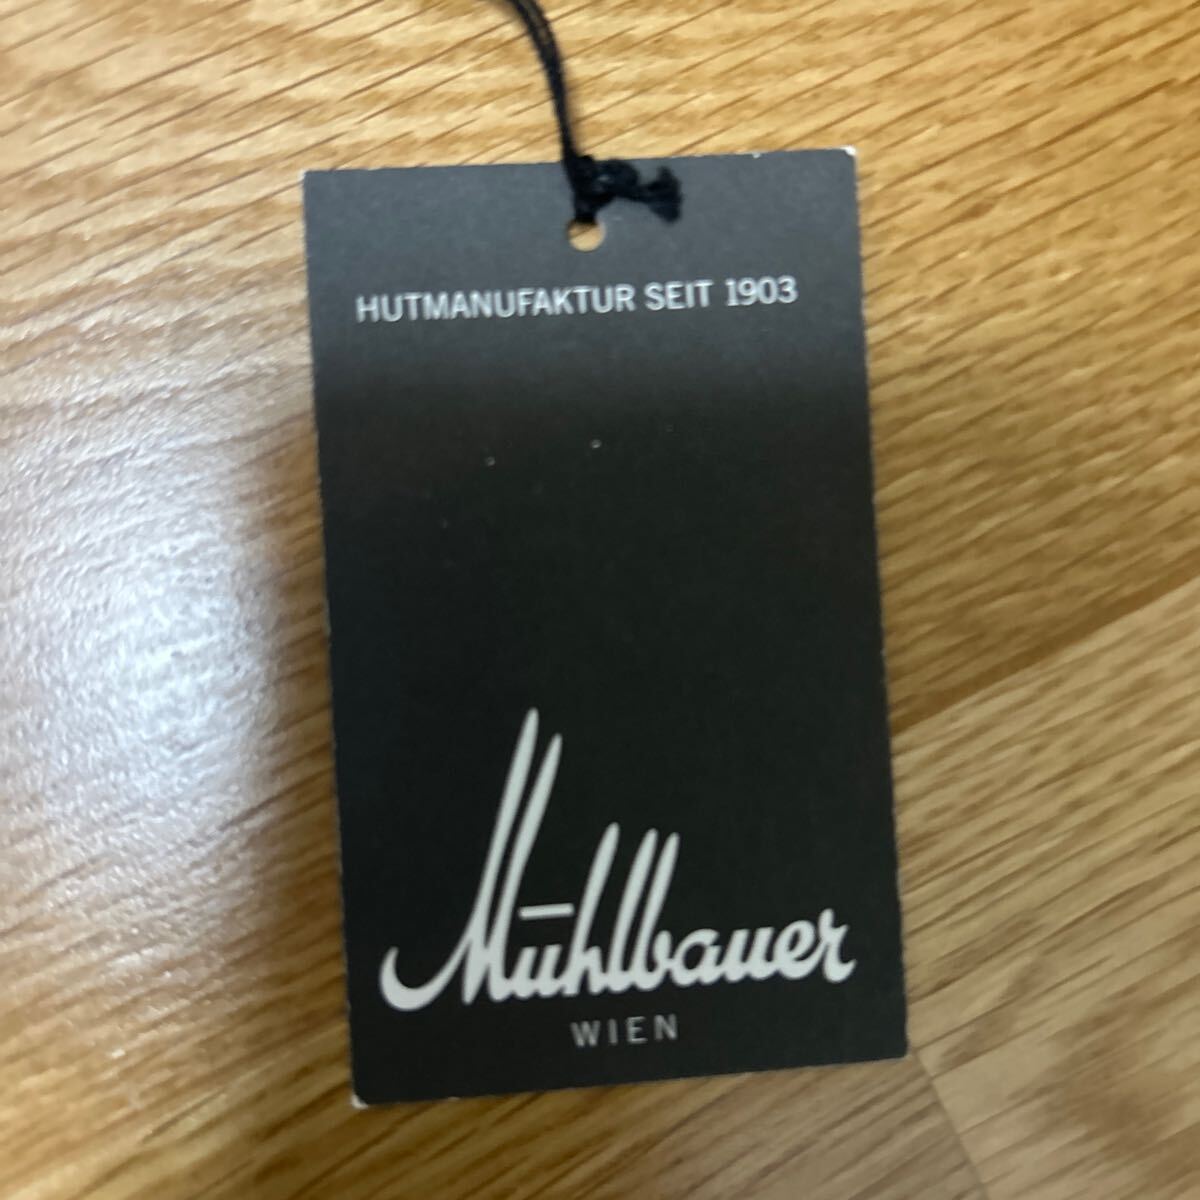 HUTMANUFAKTUR SEIT 1903
Mühlbauer
WIEN